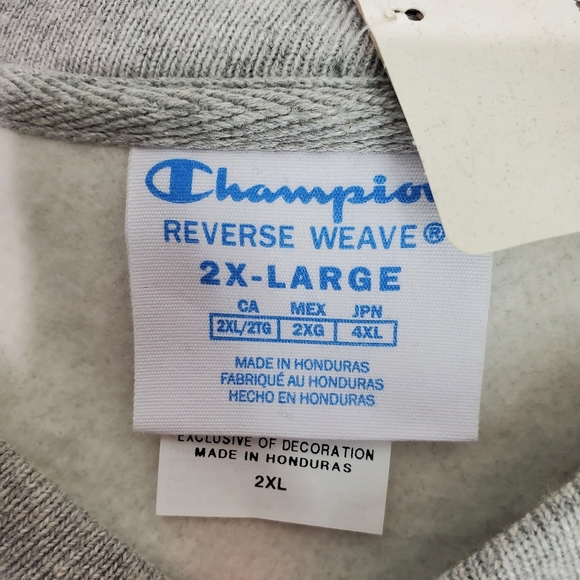 Champion
REVERSE WEAVE®
2X-LARGE
CA MEX JPN
2XL/2TG 2XG 4XL
MADE IN HONDURAS
FABRIQUÉ AU HONDURAS
HECHO EN HONDURAS
EXCLUSIVE OF DECORATION
MADE IN HONDURAS
2XL